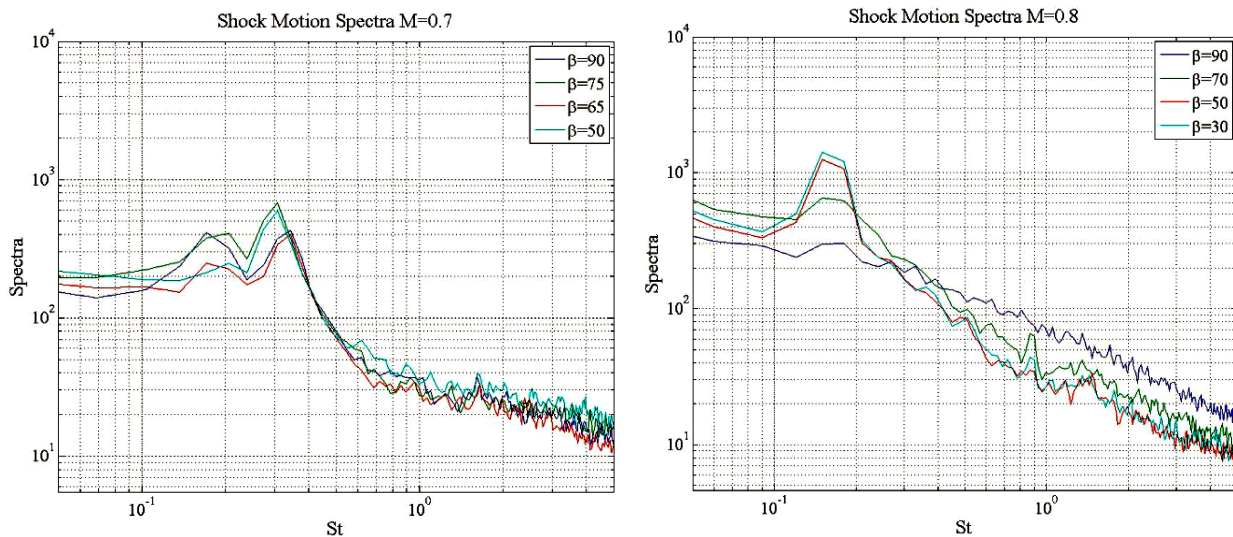 Shock Motion Spectra M=0.7
10^4
10^3
10^2
10^1
Spectra
β=90
β=75
β=65
β=50
10^-1
10^0
St
Shock Motion Spectra M=0.8
10^4
10^3
10^2
10^1
Spectra
β=90
β=70
β=50
β=30
10^-1
10^0
St